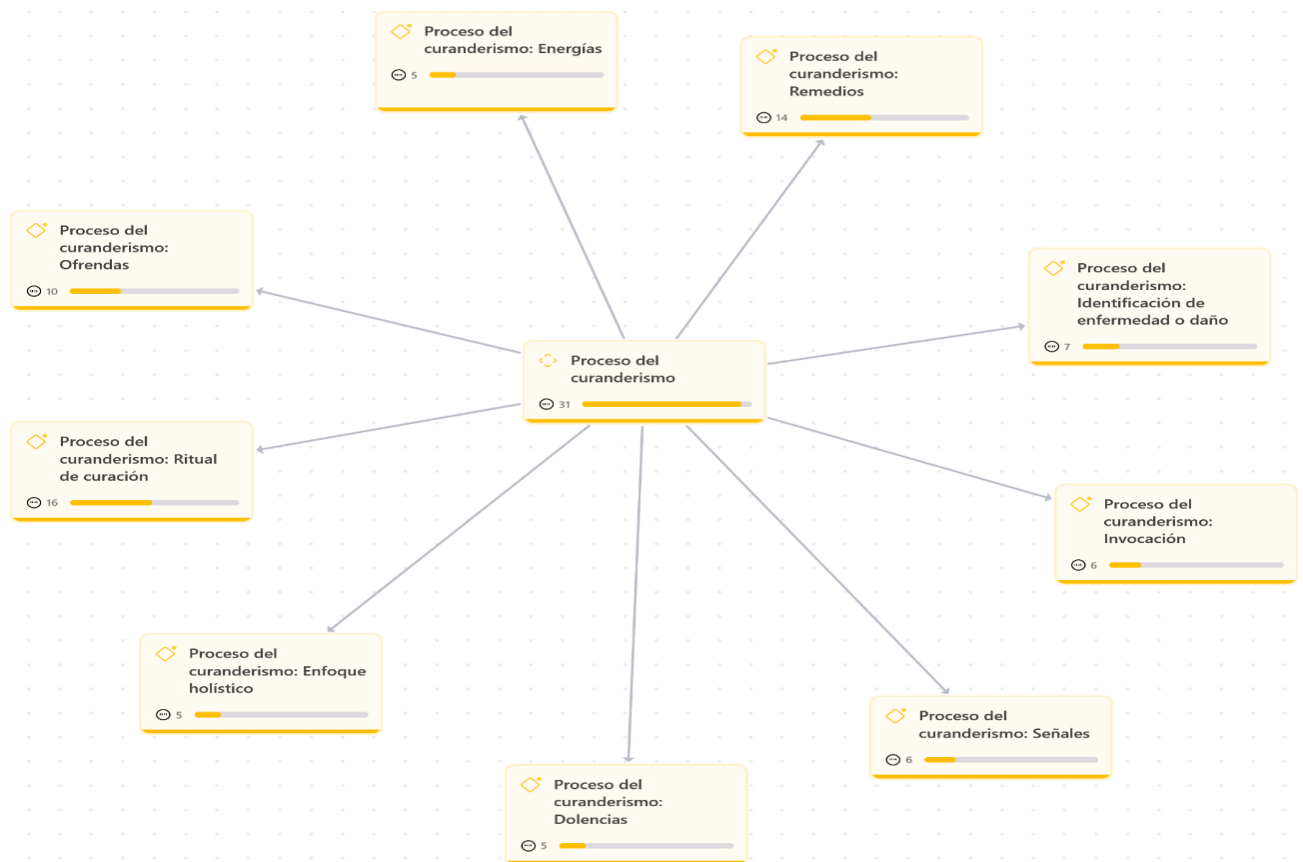 Proceso del
curanderismo: Energías
5
Proceso del
curanderismo:
Remedios
14
Proceso del
curanderismo:
Ofrendas
10
Proceso del
curanderismo:
Identificación de
enfermedad o daño
7
Proceso del
curanderismo
31
Proceso del
curanderismo: Ritual
de curación
16
Proceso del
curanderismo:
Invocación
6
Proceso del
curanderismo: Enfoque
holístico
5
Proceso del
curanderismo: Señales
6
Proceso del
curanderismo:
Dolencias
5